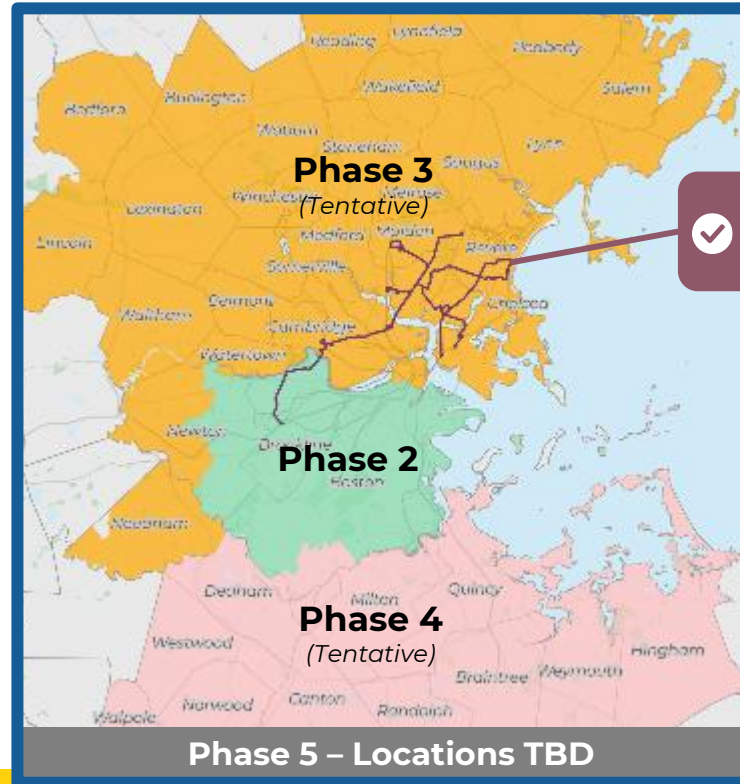 Reading
Lynnfield
Peabody
Wakefield
Salem
Bedford
Burlington
Woburn
Stoneham
Lynn
Saugus
Phase 3
(Tentative)
Winchester
Melrose
Lexington
Medford
Malden
Revere
Lincoln
Somerville
Belmont
Chelsea
Waltham
Cambridge
Watertown
Newton
Brookline
Phase 2
Boston
Needham
Dedham
Milton
Quincy
Phase 4
(Tentative)
Westwood
Hingham
Braintree
Weymouth
Norwood
Canton
Randolph
Walpole
Phase 5 – Locations TBD